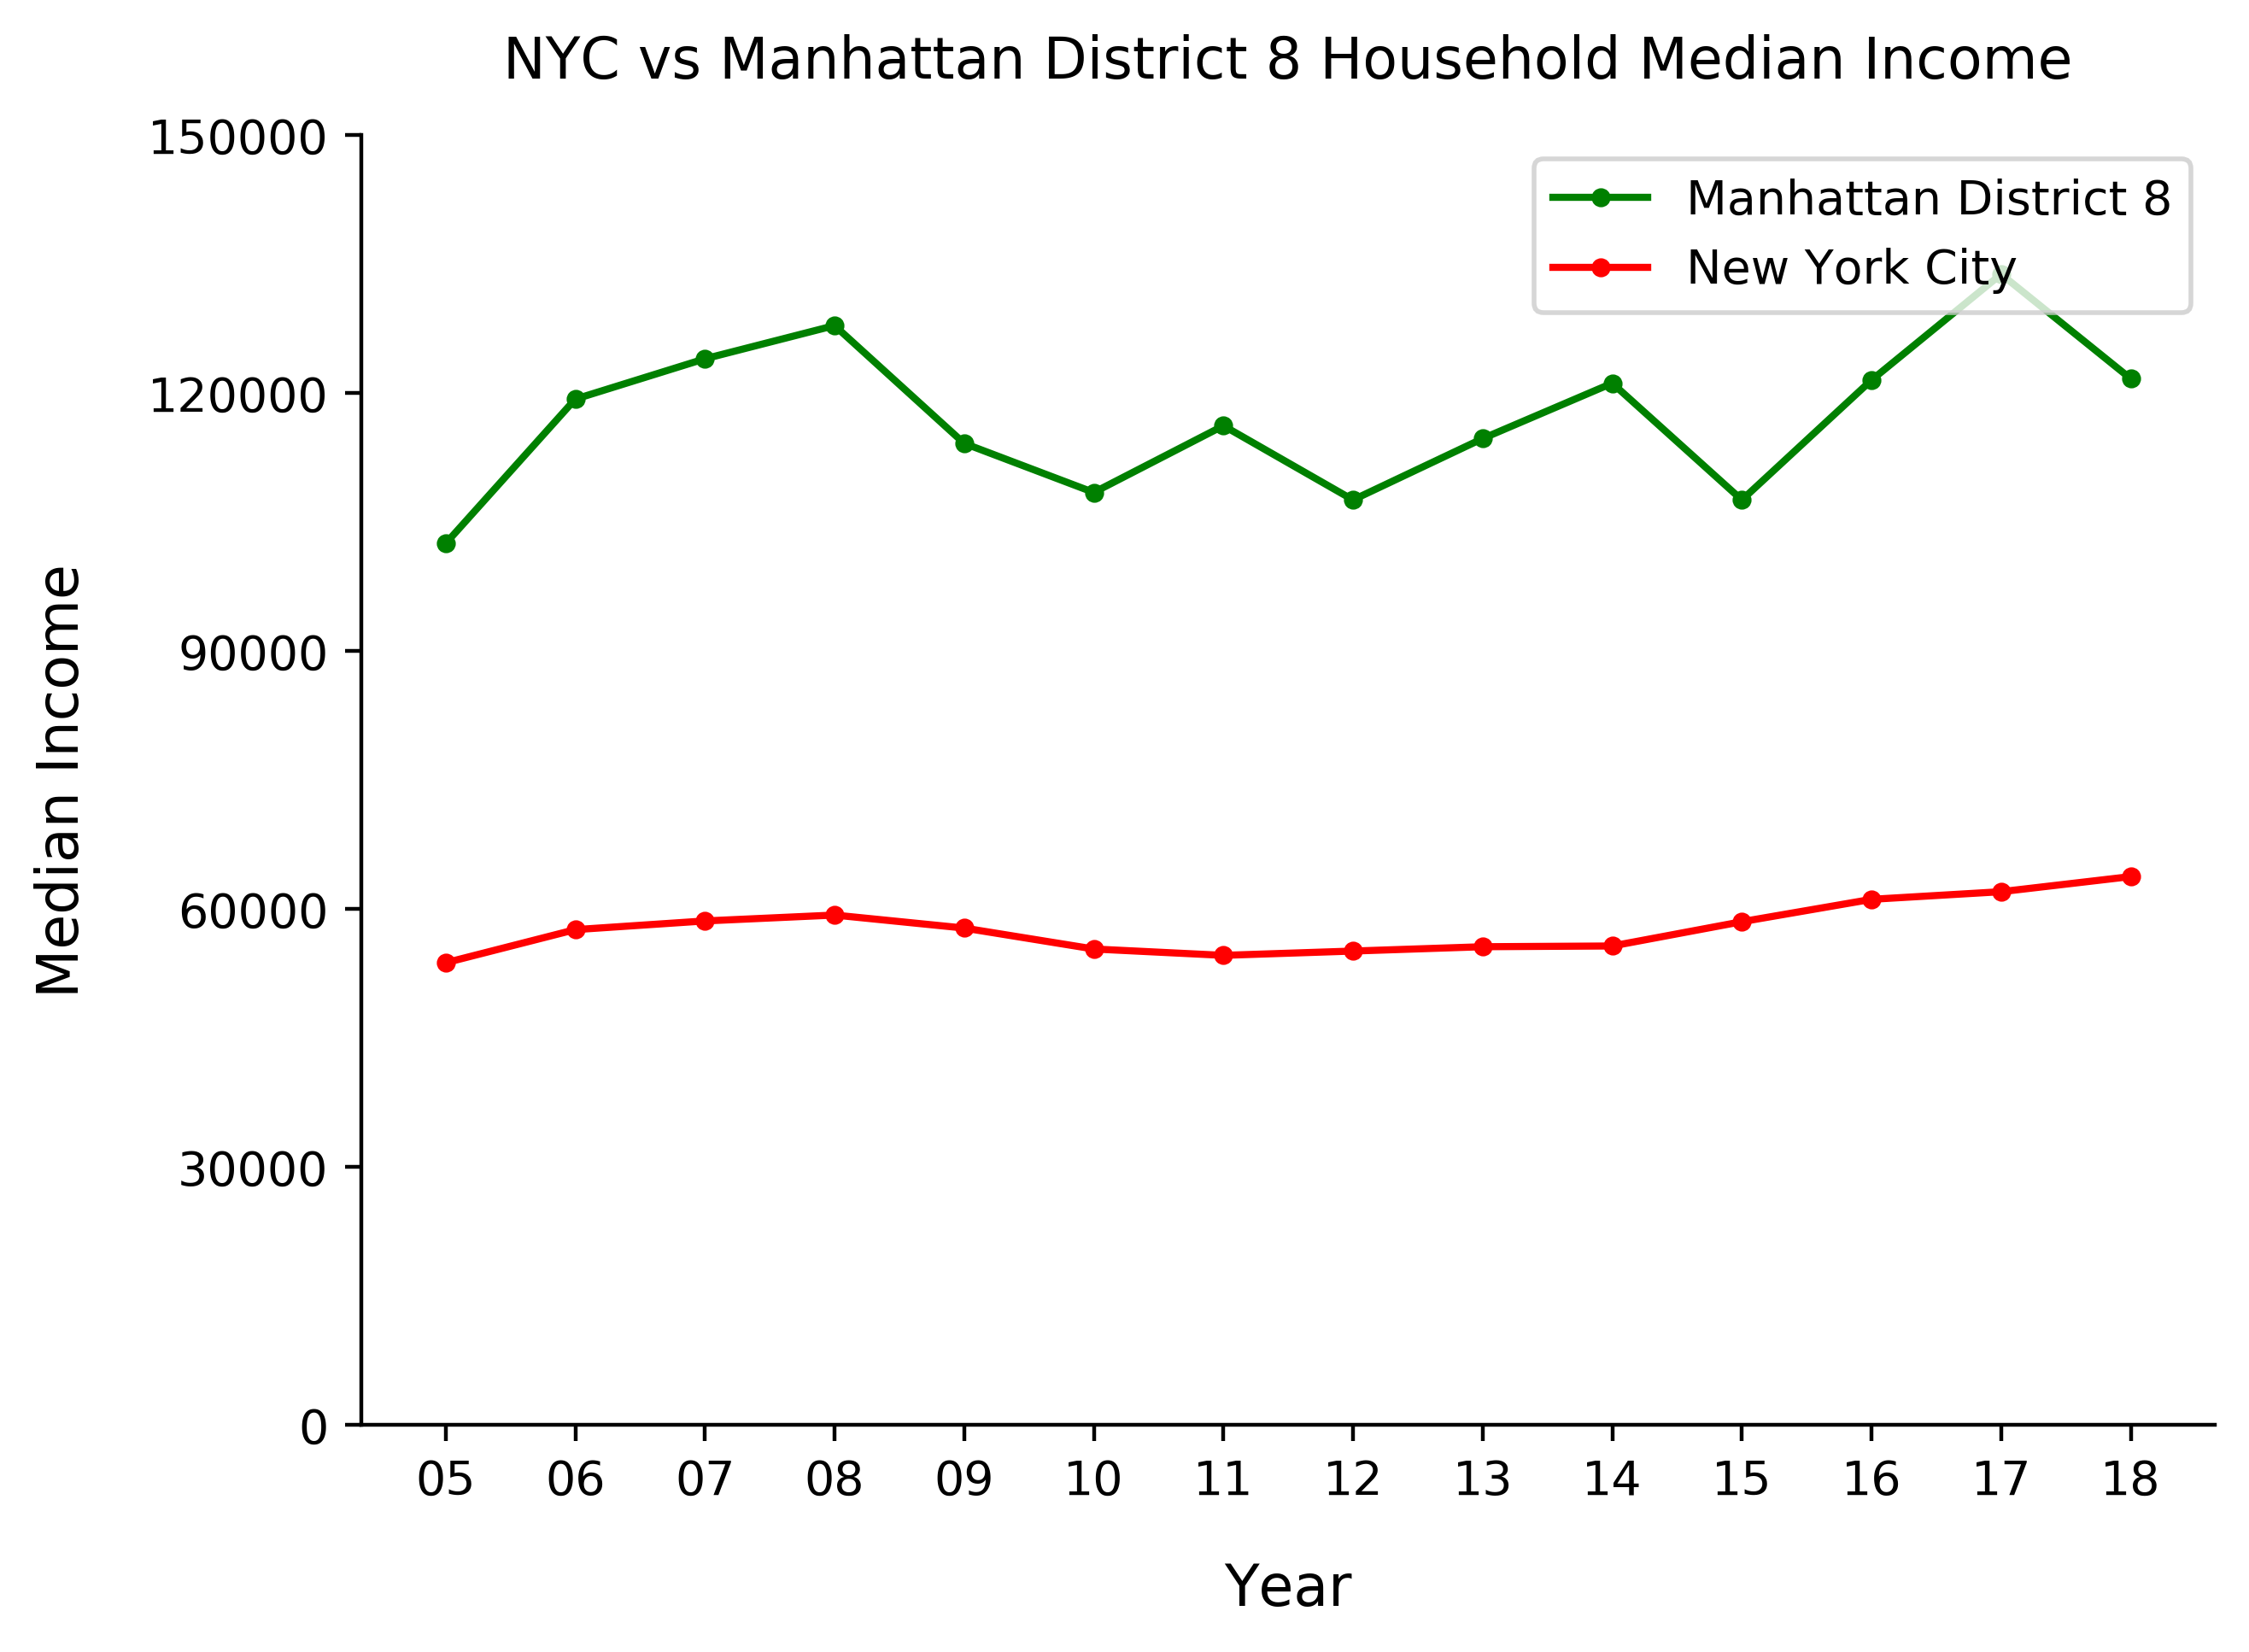 NYC vs Manhattan District 8 Household Median Income
150000
120000
90000
60000
30000
0
Median Income
Manhattan District 8
New York City
05 06 07 08 09 10 11 12 13 14 15 16 17 18
Year